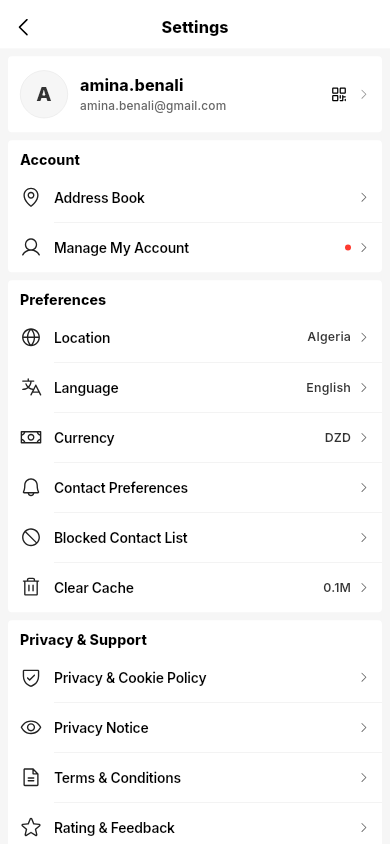 Settings
A
amina.benali
amina.benali@gmail.com
Account
Address Book
Manage My Account
Preferences
Location Algeria
Language English
Currency DZD
Contact Preferences
Blocked Contact List
Clear Cache 0.1M
Privacy & Support
Privacy & Cookie Policy
Privacy Notice
Terms & Conditions
Rating & Feedback